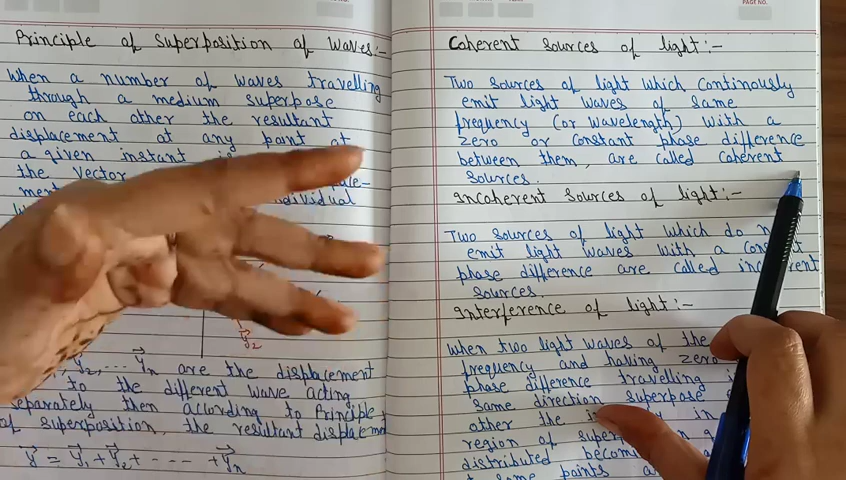 Principle of Superposition of Waves:-
When a number of waves travelling
through a medium superpose
on each other the resultant
displacement at any point at
a given instant is
the vector
ment
individual
y2
y2, ... yn are the displacement
to the different wave acting
separately then according to Principle
of superposition, the resultant displacement
y = y1 + y2 + - - - - + yn
PAGE NO.
Coherent Sources of light:-
Two Sources of light which Continously
emit light waves of same
frequency (or wavelength) with a
zero or constant phase difference
between them, are called Coherent
Sources.
Incoherent Sources of light:-
Two Sources of light which do
emit light waves with a
phase difference are called
sources.
Interference of light:-
When two light waves of the
frequency and having zero
phase difference travelling
same direction superpose
other the in
region of
distributed
at some points